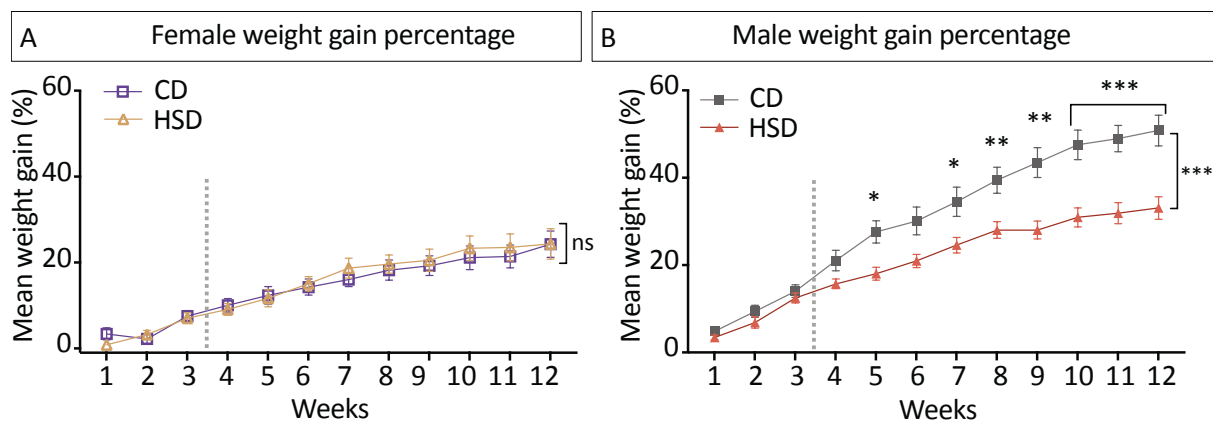 A Female weight gain percentage
Mean weight gain (%)
60
40
20
0
CD
HSD
ns
1 2 3 4 5 6 7 8 9 10 11 12
Weeks
B Male weight gain percentage
Mean weight gain (%)
60
40
20
0
CD
HSD
* * ** ** ***
***
1 2 3 4 5 6 7 8 9 10 11 12
Weeks